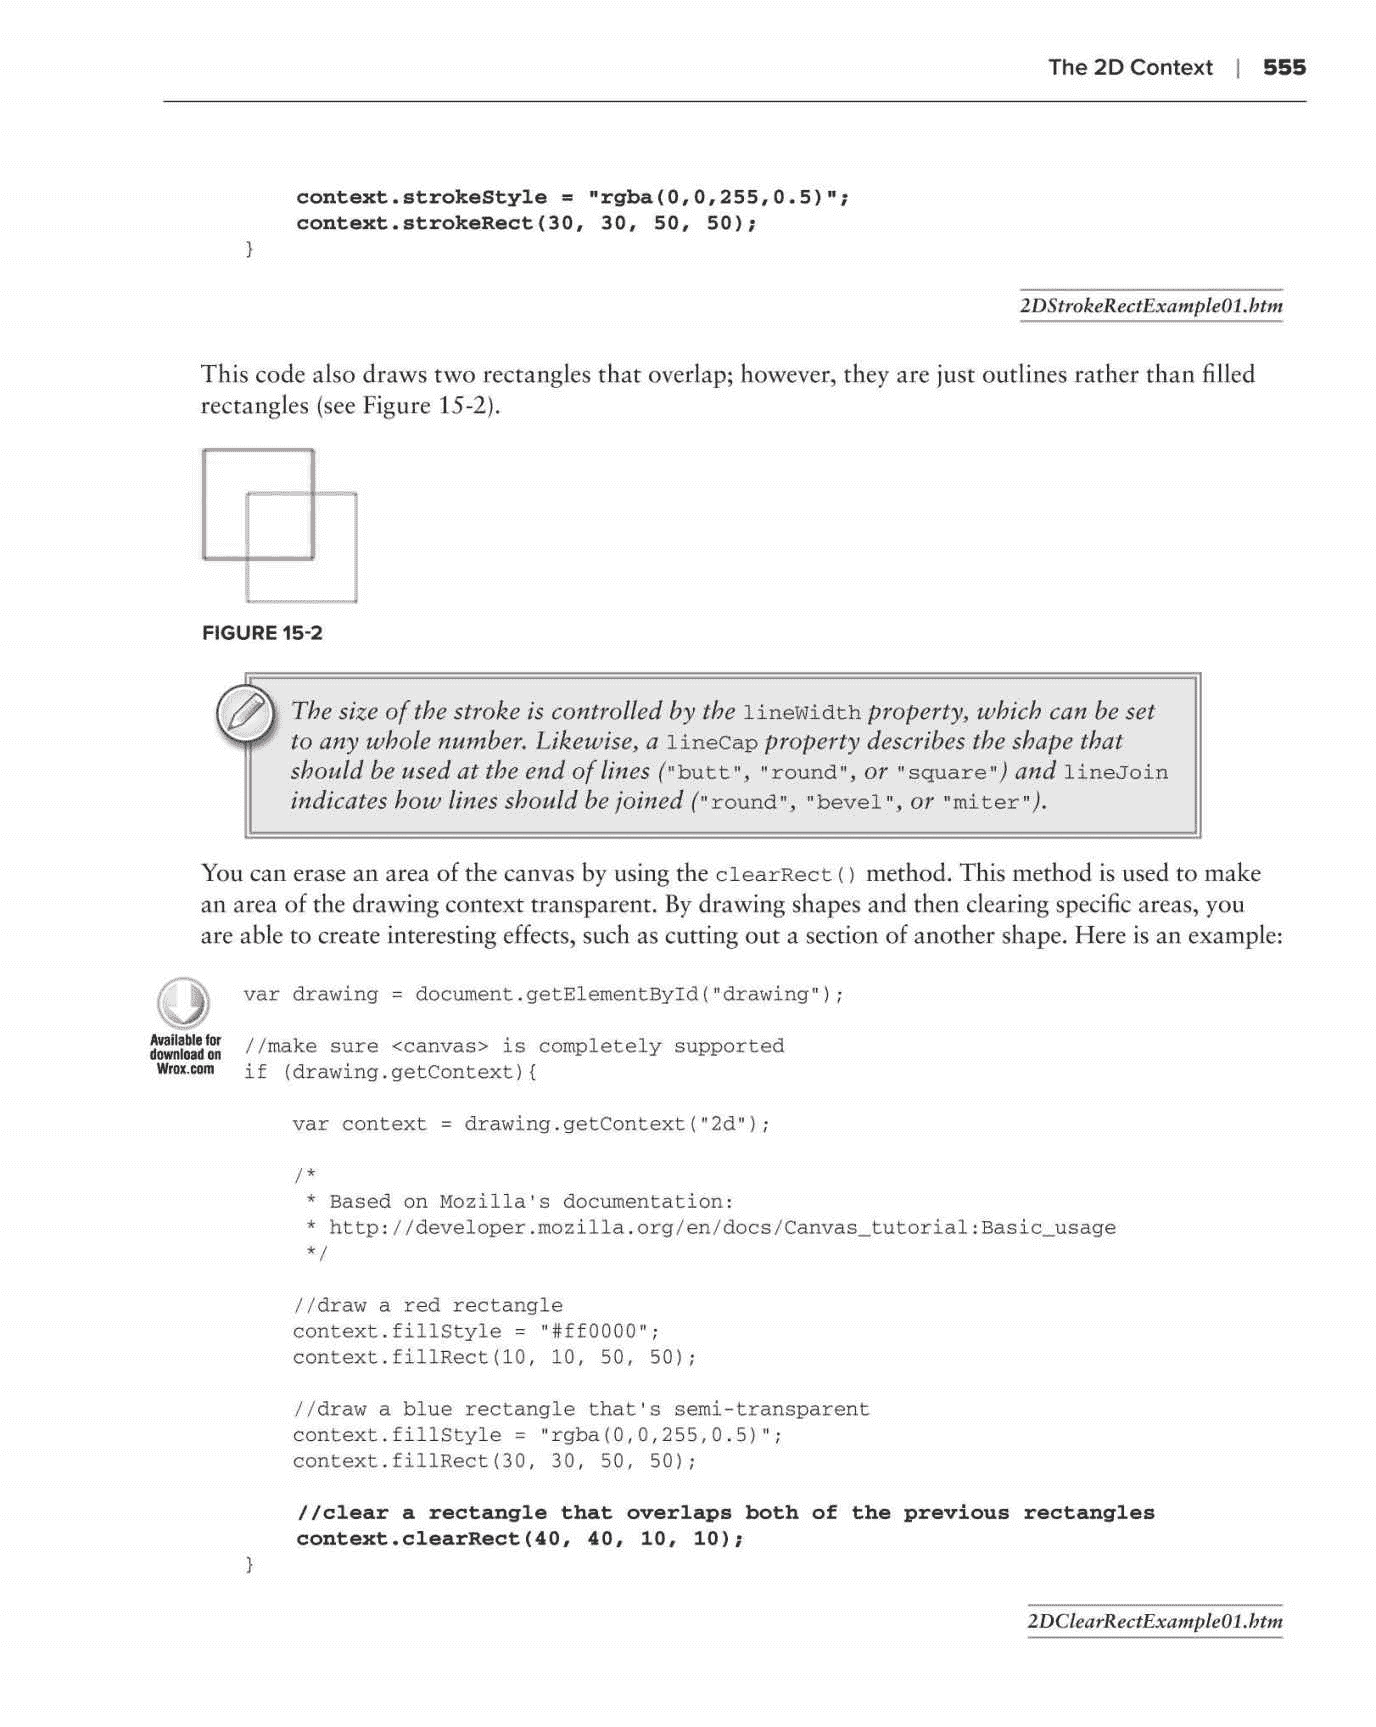 The 2D Context | 555
context.strokeStyle = "rgba(0,0,255,0.5)";
context.strokeRect(30, 30, 50, 50);
}
2DStrokeRectExample01.htm
This code also draws two rectangles that overlap; however, they are just outlines rather than filled
rectangles (see Figure 15-2).
FIGURE 15-2
The size of the stroke is controlled by the lineWidth property, which can be set
to any whole number. Likewise, a lineCap property describes the shape that
should be used at the end of lines ("butt", "round", or "square") and lineJoin
indicates how lines should be joined ("round", "bevel", or "miter").
You can erase an area of the canvas by using the clearRect() method. This method is used to make
an area of the drawing context transparent. By drawing shapes and then clearing specific areas, you
are able to create interesting effects, such as cutting out a section of another shape. Here is an example:
Available for
download on
Wrox.com
var drawing = document.getElementById("drawing");
//make sure <canvas> is completely supported
if (drawing.getContext){
var context = drawing.getContext("2d");
/*
* Based on Mozilla's documentation:
* http://developer.mozilla.org/en/docs/Canvas_tutorial:Basic_usage
*/
//draw a red rectangle
context.fillStyle = "#ff0000";
context.fillRect(10, 10, 50, 50);
//draw a blue rectangle that's semi-transparent
context.fillStyle = "rgba(0,0,255,0.5)";
context.fillRect(30, 30, 50, 50);
//clear a rectangle that overlaps both of the previous rectangles
context.clearRect(40, 40, 10, 10);
}
2DClearRectExample01.htm